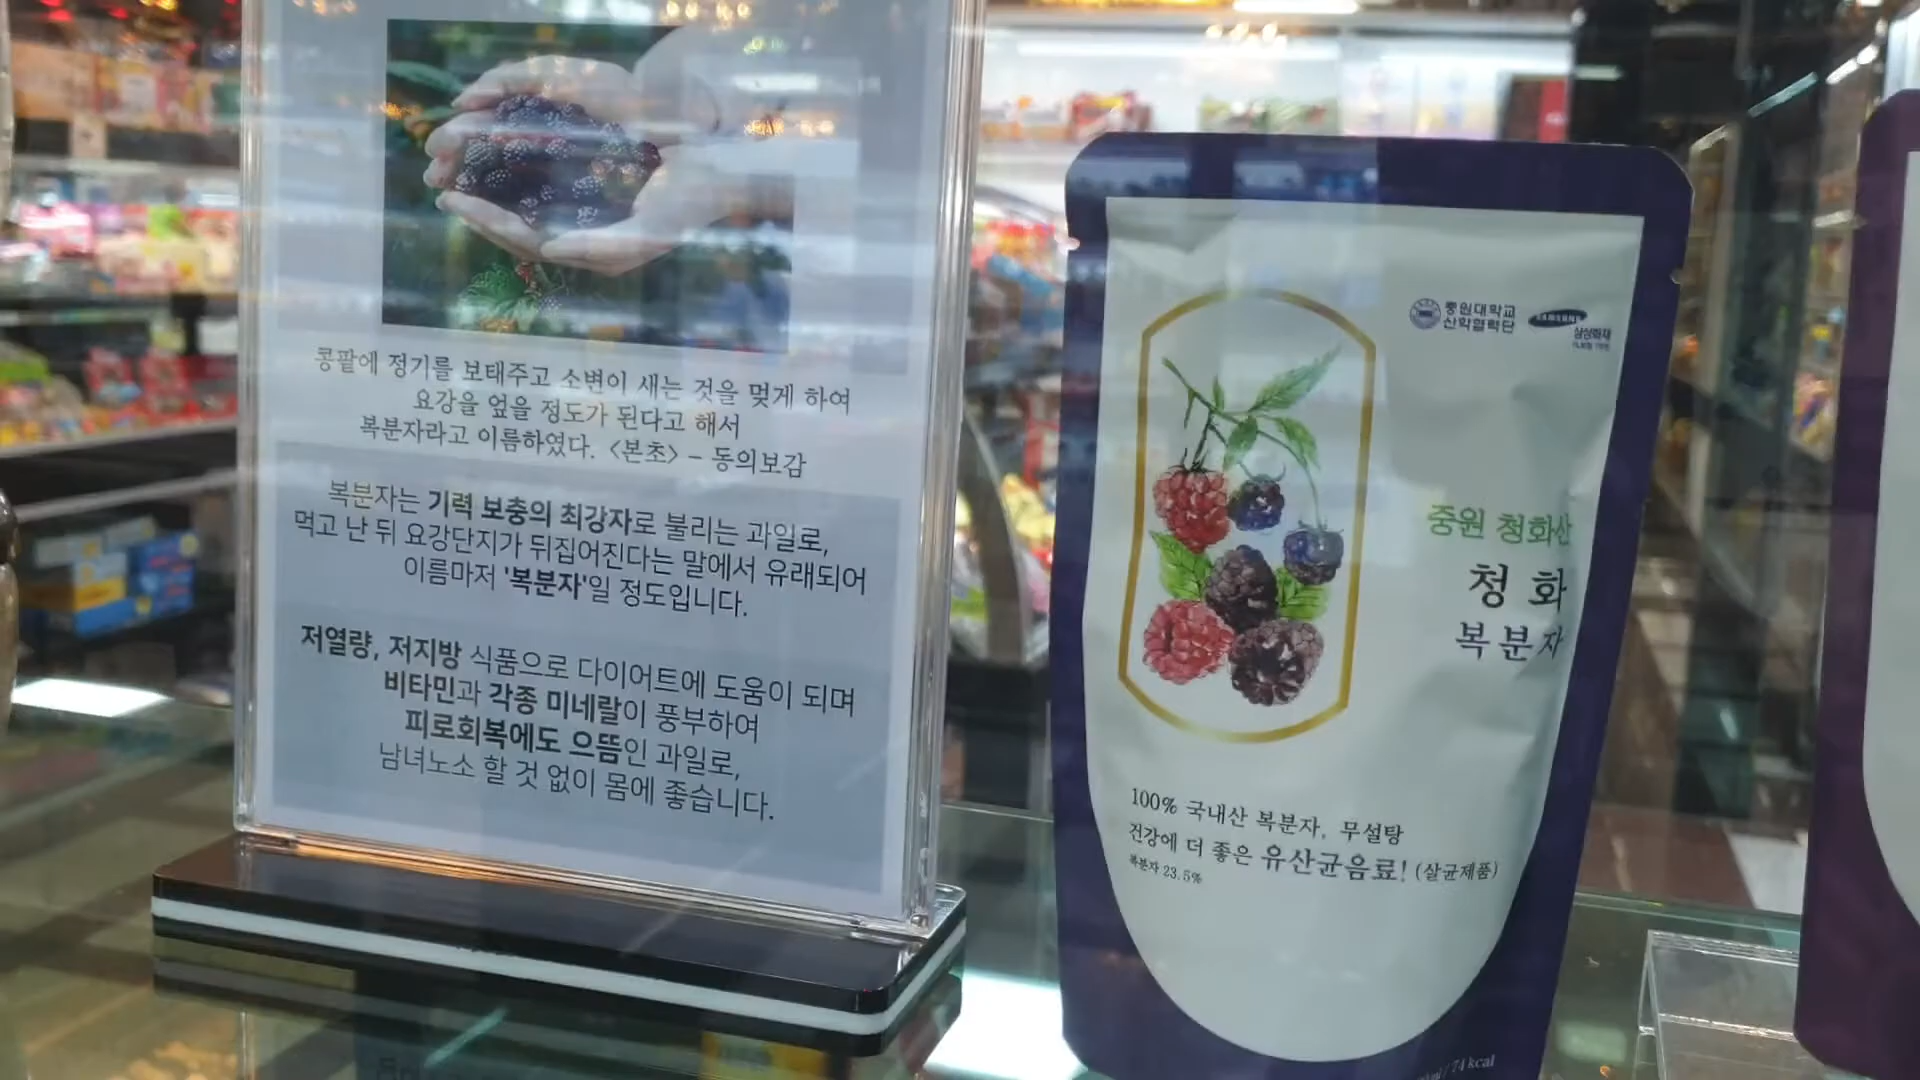 콩팥에 정기를 보태주고 소변이 새는 것을 멎게 하여
요강을 엎을 정도가 된다고 해서
복분자라고 이름하였다. <본초> - 동의보감
복분자는 기력 보충의 최강자로 불리는 과일로,
먹고 난 뒤 요강단지가 뒤집어진다는 말에서 유래되어
이름마저 '복분자'일 정도입니다.
저열량, 저지방 식품으로 다이어트에 도움이 되며
비타민과 각종 미네랄이 풍부하여
피로회복에도 으뜸인 과일로,
남녀노소 할 것 없이 몸에 좋습니다.
중원대학교
산학협력단
SAMSUNG
삼성화재
중원 청화산
청화
복분자
100% 국내산 복분자, 무설탕
건강에 더 좋은 유산균음료! (살균제품)
복분자 23.5%
74 kcal